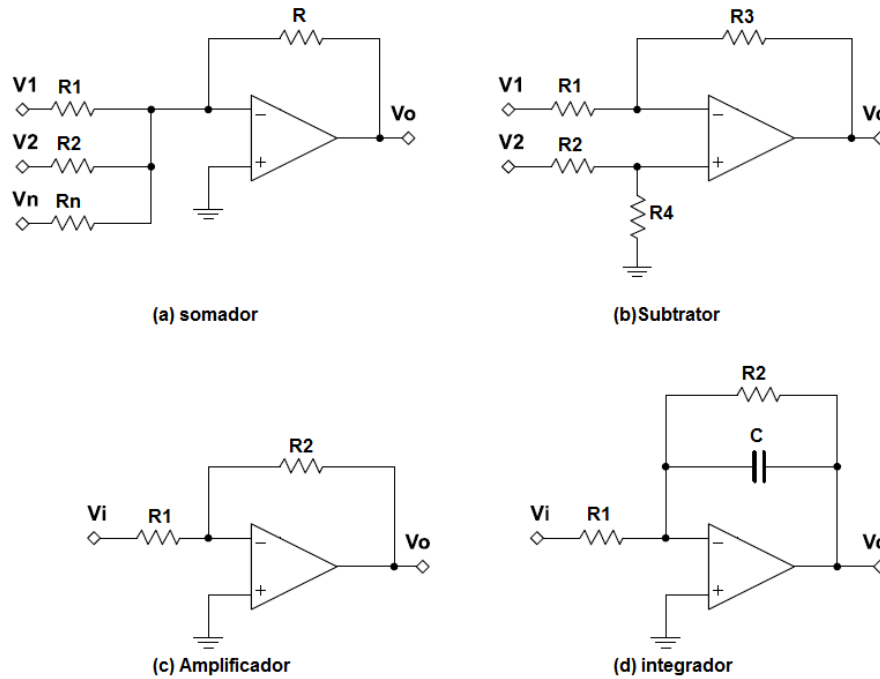 R
V1
R1
V2
R2
Vn
Rn
Vo
(a) somador
R3
V1
R1
V2
R2
R4
(b)Subtrator
R2
Vi
R1
Vo
(c) Amplificador
R2
C
Vi
R1
(d) integrador